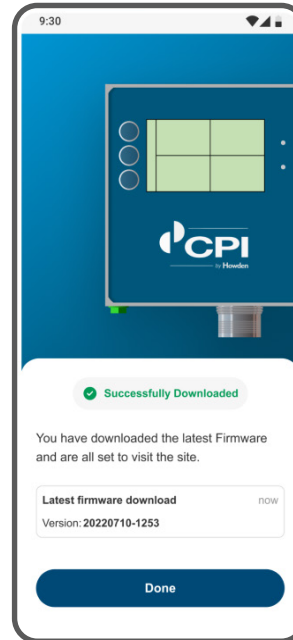 9:30
CPI
by Howden
Successfully Downloaded
You have downloaded the latest Firmware
and are all set to visit the site.
Latest firmware download now
Version: 20220710-1253
Done